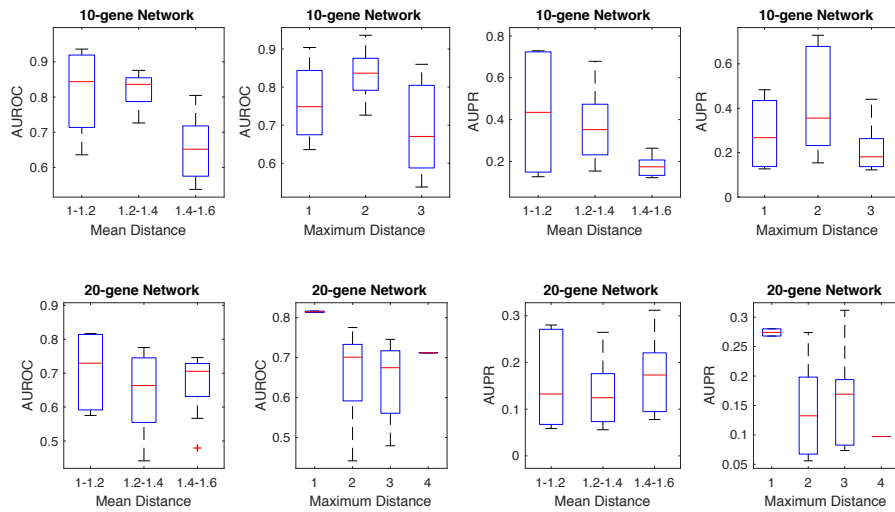 10-gene Network
AUROC
0.9
0.8
0.7
0.6
1-1.2 1.2-1.4 1.4-1.6
Mean Distance
10-gene Network
AUROC
0.9
0.8
0.7
0.6
1 2 3
Maximum Distance
10-gene Network
AUPR
0.8
0.6
0.4
0.2
1-1.2 1.2-1.4 1.4-1.6
Mean Distance
10-gene Network
AUPR
0.8
0.6
0.4
0.2
0
1 2 3
Maximum Distance
20-gene Network
AUROC
0.9
0.8
0.7
0.6
0.5
1-1.2 1.2-1.4 1.4-1.6
Mean Distance
20-gene Network
AUROC
0.8
0.7
0.6
0.5
1 2 3 4
Maximum Distance
20-gene Network
AUPR
0.3
0.2
0.1
0
1-1.2 1.2-1.4 1.4-1.6
Mean Distance
20-gene Network
AUPR
0.3
0.25
0.2
0.15
0.1
0.05
1 2 3 4
Maximum Distance